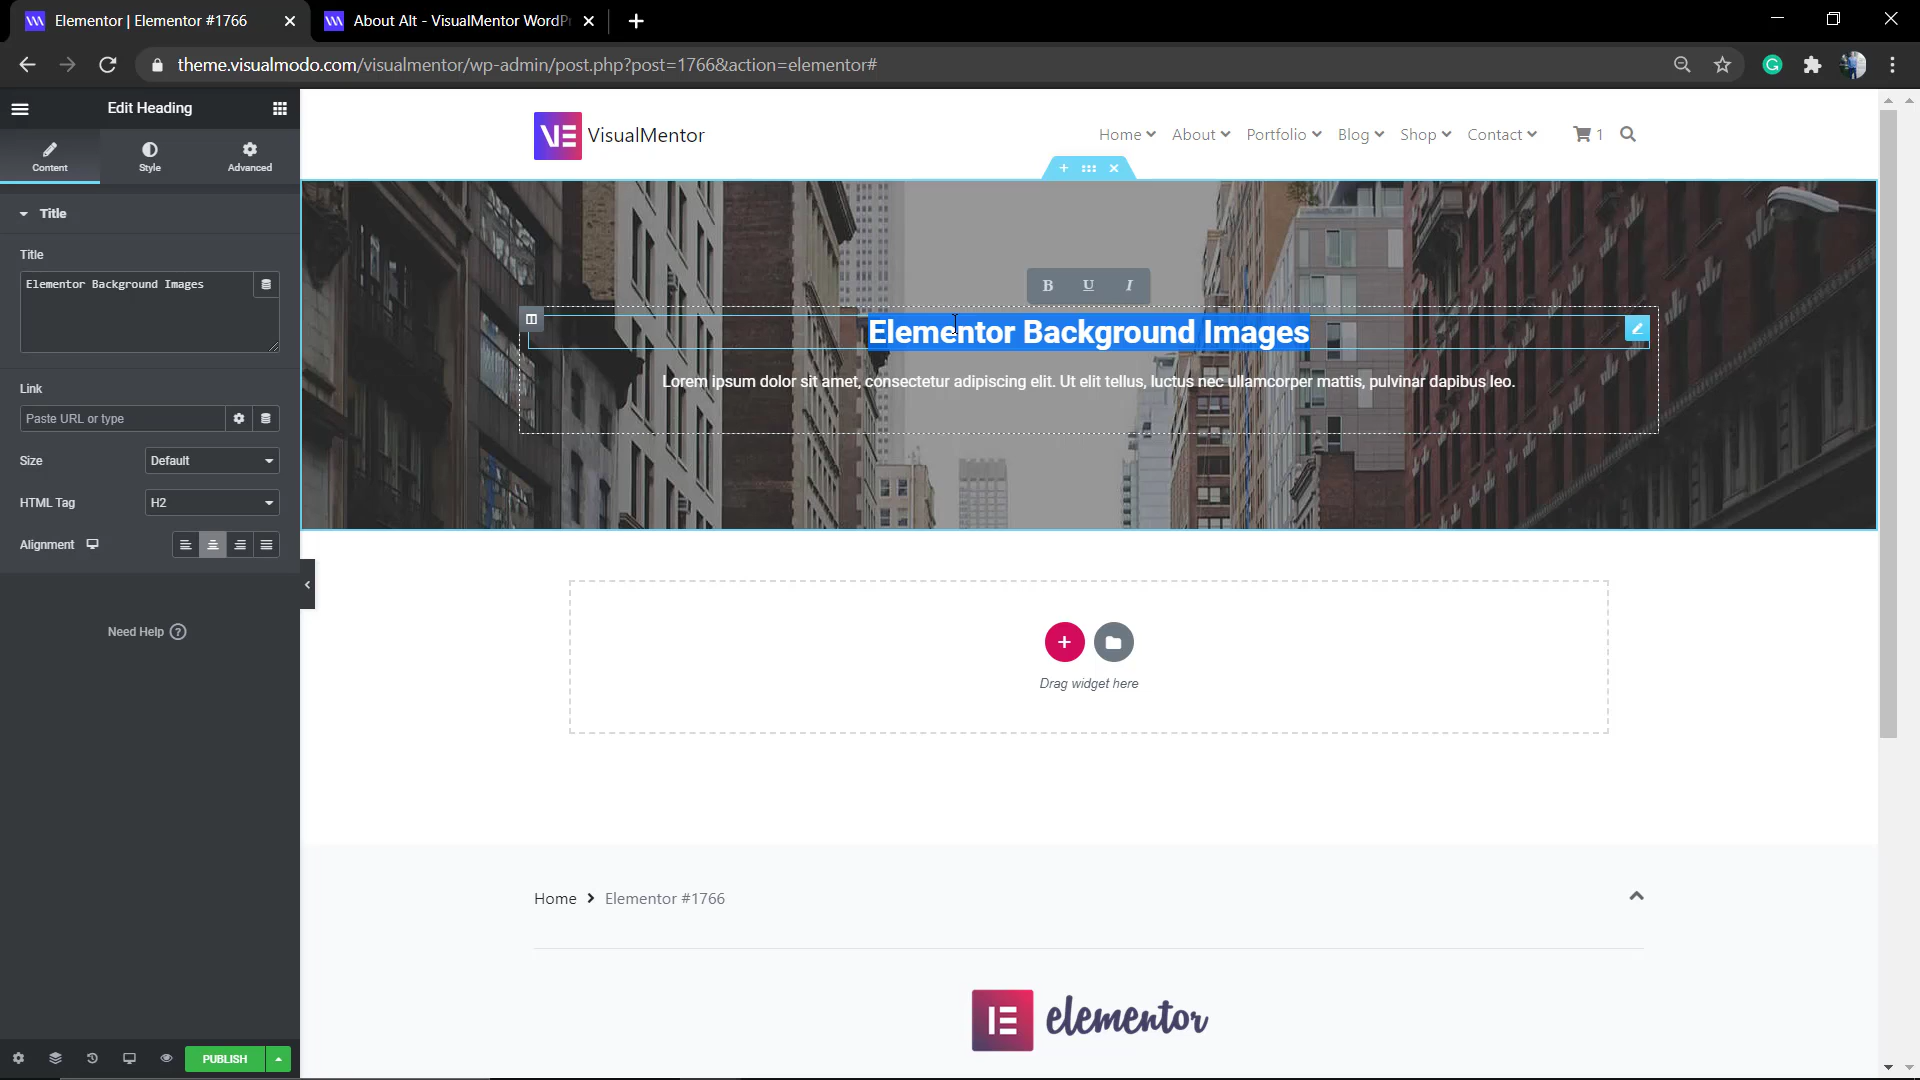 Elementor | Elementor #1766
About Alt - VisualMentor WordP
theme.visualmodo.com/visualmentor/wp-admin/post.php?post=1766&action=elementor#
Edit Heading
Content
Style
Advanced
Title
Title
Elementor Background Images
Link
Paste URL or type
Size
Default
HTML Tag
H2
Alignment
Need Help
PUBLISH
VisualMentor
Home
About
Portfolio
Blog
Shop
Contact
1
B U I
Elementor Background Images
Lorem ipsum dolor sit amet, consectetur adipiscing elit. Ut elit tellus, luctus nec ullamcorper mattis, pulvinar dapibus leo.
Drag widget here
Home
Elementor #1766
elementor